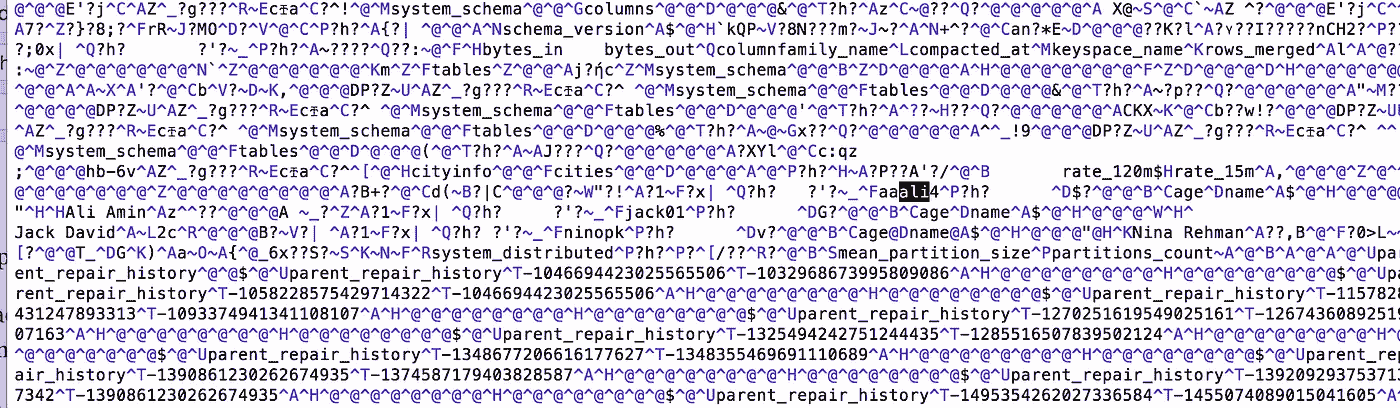 ^@^@^@E'?j^C^AZ^_?g???^R~Ec‡a^C?^!^@^Msystem_schema^@^@^Gcolumns^@^@^D^@^@^@&^@^T?h?^Az^C~@??^Q?^@^@^@^@^@^@^A X@~S^@^C`~AZ ^?^@^@^@E'?j^C^
A7?^Z?}?8;?^FrR~J?MO^D?^V?^C?^P?h?^A{?| ^@^@^A^Nschema_version^A$^@^H`kQP~V?8N???m?~J~?^A^N+^?^@^Can?*E~D^@^@^@??K?l^A?
?;0x| ^Q?h? ?'?~_^P?h?^A~????^Q??:~@^F^Hbytes_in bytes_out^Qcolumnfamily_name^Lcompacted_at^Mkeyspace_name^Krows_merged^Al^A^@
:~@^Z^@^@^@^@^@^@^@^N`^Z^@^@^@^@^@^@^@^Km^Z^Ftables^Z^@^@^Aj?ήc^Z^Msystem_schema^@^@^B^Z^D^@^@^@^A^H^@^@^@^@^@^@^@^F^Z^D^@^@^@^D^H^@^@^@^
^@^@^A^A~X^A'?^@^Cb^V?~D~K,^@^@^@DP?Z~U^AZ^_?g???^R~Ec‡a^C?^ ^@^Msystem_schema^@^@^Ftables^@^@^D^@^@^@&^@^T?h?^A~?p??^Q?^@^@^@^@^@^@^A"~M??
^@^@^@^@DP?Z~U^AZ^_?g???^R~Ec‡a^C?^ ^@^Msystem_schema^@^@^Ftables^@^@^D^@^@^@'^@^T?h?^A^??~H??^Q?^@^@^@^@^@^@^ACKX~K^@^Cb??w!?^@^@^@DP?Z~U
^AZ^_?g???^R~Ec‡a^C?^ ^@^Msystem_schema^@^@^Ftables^@^@^D^@^@^@%^@^T?h?^A~@~Gx??^Q?^@^@^@^@^@^@^A^^_!9^@^@^@DP?Z~U^AZ^_?g???^R~Ec‡a^C?^ ^
^@^Msystem_schema^@^@^Ftables^@^@^D^@^@^@(^@^T?h?^A~AJ???^Q?^@^@^@^@^@^@^A?XYl^@^Cc:qz
;^@^@^@hb-6v^AZ^_?g???^R~Ec‡a^C?^^[^@^Hcityinfo^@^@^Fcities^@^@^D^@^@^@^A^@^P?h?^H~A?P??A'?/^@^@^B rate_120m$Hrate_15m^A,^@^@^@^@^Z^@^
^@^@^@^@^@^@^@^Z^@^@^@^@^@^@^@^@^A?B+?^@^Cd(~B?|C^@^@^@^@?~W"?!^A?1~F?x| ^Q?h? ?'?~_^Faaali4^P?h? ^D$?^@^@^B^Cage^Dname^A$^@^H^@^@^@
"^H^HAli Amin^Az^^??^@^@^@^A ~_?^Z^A?1~F?x| ^Q?h? ?'?~_^Fjack01^P?h? ^DG?^@^@^B^Cage^Dname^A$^@^H^@^@^@^W^H^
Jack David^A~L2c^R^@^@^@B?~V?| ^A?1~F?x| ^Q?h? ?'?~_^Fninopk^P?h? ^Dv?^@^@^B^Cage@Dname@A$^@^H^@^@^@"@H^KNina Rehman^A??,B^@^F?0>L~
[?^@^@^@T_^DG^K)^Aa~O~A{^@^_6x??S?~S^K~N~F^Rsystem_distributed^P?h?^P?^[/??^R?^@^B^Smean_partition_size^Ppartitions_count~A^@^B^A^@^A^@^Upar
ent_repair_history^@^@$^@^Uparent_repair_history^T-1046694423025565506^T-1032968673995809086^A^H^@^@^@^@^@^@^@^H^@^@^@^@^@^@^@^@$^@^Up
rent_repair_history^T-1058228575429714322^T-1046694423025565506^A^H^@^@^@^@^@^@^@^H^@^@^@^@^@^@^@^@$^@^Uparent_repair_history^T-1157828
431247893313^T-1093374941341108107^A^H^@^@^@^@^@^@^@^H^@^@^@^@^@^@^@^@$^@^Uparent_repair_history^T-1270251619549025161^T-12674360892511
07163^A^H^@^@^@^@^@^@^@^H^@^@^@^@^@^@^@^@$^@^Uparent_repair_history^T-1325494242751244435^T-1285516507839502124^A^H^@^@^@^@^@^@^@^H^@^
^@^@^@^@^@^@^@$^@^Uparent_repair_history^T-1348677206616177627^T-1348355469691110689^A^H^@^@^@^@^@^@^@^H^@^@^@^@^@^@^@^@$^@^Uparent_rep
air_history^T-1390861230262674935^T-1374587179403828587^A^H^@^@^@^@^@^@^@^H^@^@^@^@^@^@^@^@$^@^Uparent_repair_history^T-1392092937537131
7342^T-1390861230262674935^A^H^@^@^@^@^@^@^@^H^@^@^@^@^@^@^@^@$^@^Uparent_repair_history^T-1495354262027336584^T-1455074089015041605^A^